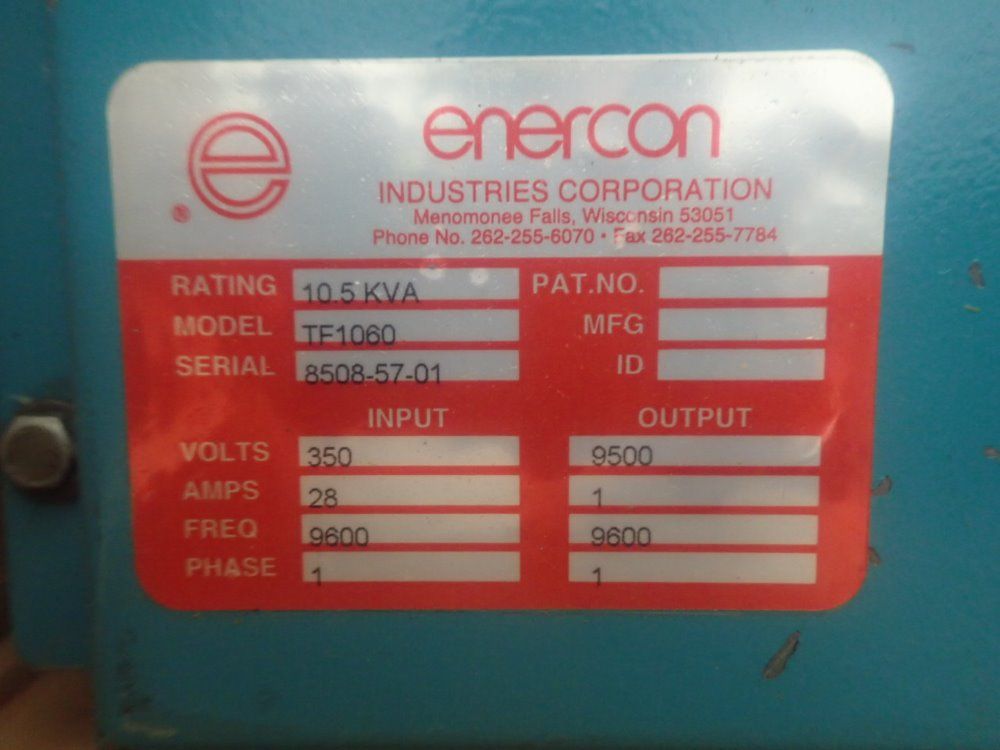 e
®
enercon
INDUSTRIES CORPORATION
Menomonee Falls, Wisconsin 53051
Phone No. 262-255-6070 • Fax 262-255-7784
RATING 10.5 KVA PAT.NO.
MODEL TF1060 MFG
SERIAL 8508-57-01 ID
INPUT OUTPUT
VOLTS 350 9500
AMPS 28 1
FREQ 9600 9600
PHASE 1 1